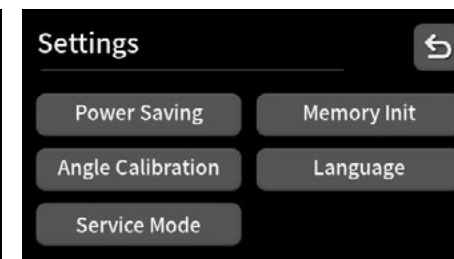 Settings
Power Saving
Memory Init
Angle Calibration
Language
Service Mode